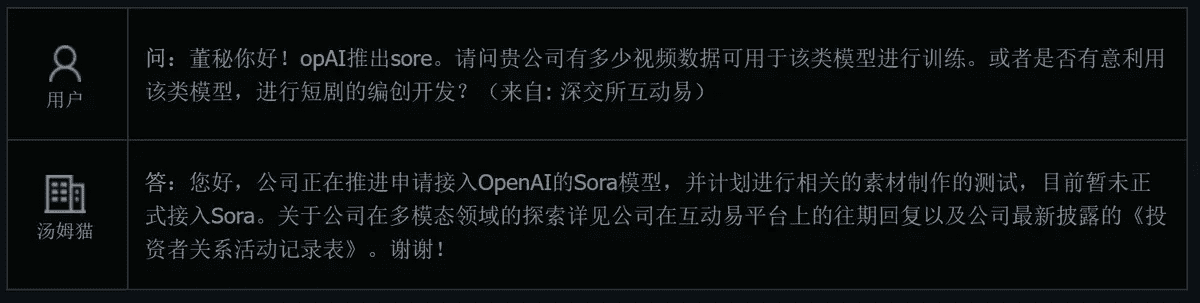 问：董秘你好！opAI推出sore。请问贵公司有多少视频数据可用于该类模型进行训练。或者是否有意利用
该类模型，进行短剧的编创开发？（来自: 深交所互动易）
用户
答：您好，公司正在推进申请接入OpenAI的Sora模型，并计划进行相关的素材制作的测试，目前暂未正
式接入Sora。关于公司在多模态领域的探索详见公司在互动易平台上的往期回复以及公司最新披露的《投
资者关系活动记录表》。谢谢！
汤姆猫